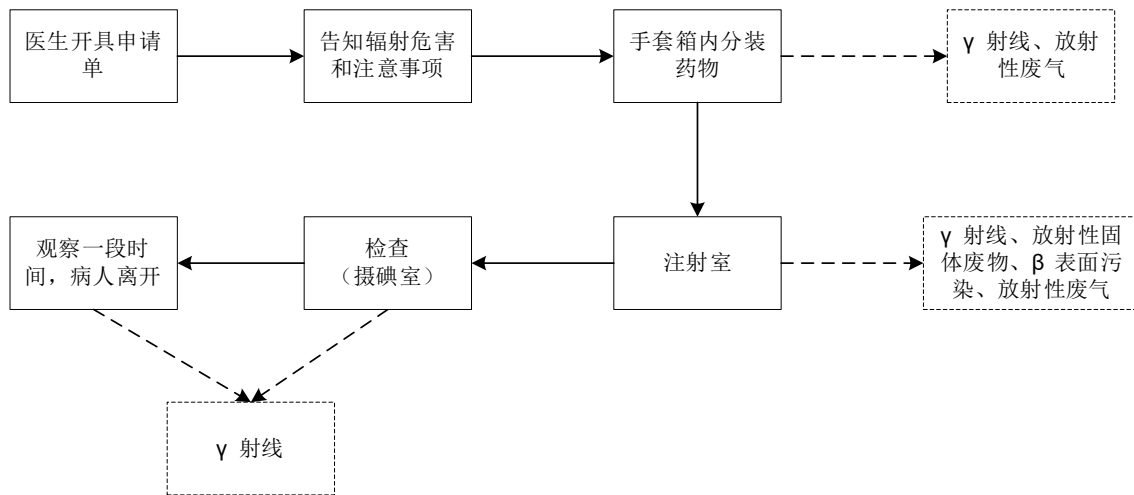 医生开具申请
单
告知辐射危害
和注意事项
手套箱内分装
药物
γ 射线、放射
性废气
观察一段时
间，病人离开
检查
（摄碘室）
注射室
γ 射线、放射性固
体废物、β 表面污
染、放射性废气
γ 射线